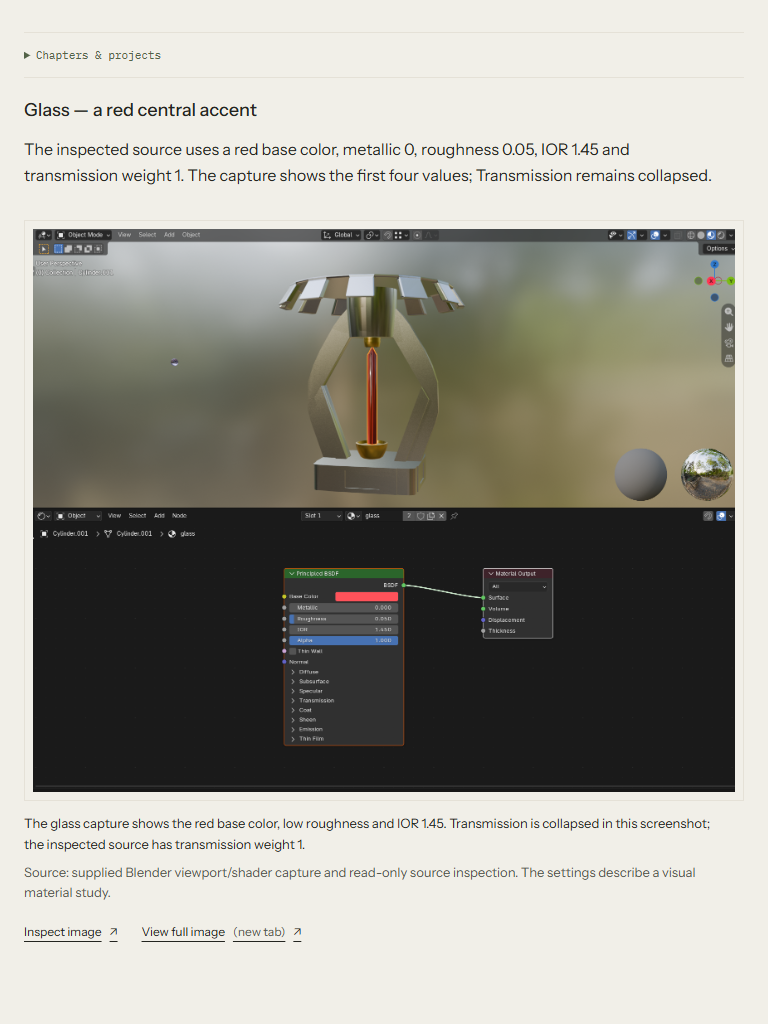 Chapters & projects
Glass — a red central accent
The inspected source uses a red base color, metallic 0, roughness 0.05, IOR 1.45 and
transmission weight 1. The capture shows the first four values; Transmission remains collapsed.
Object Mode View Select Add Object Global
Options
User Perspective
Z
X Y
Object View Select Add Node Slot 1 glass 2
Cylinder.001 Cylinder.001 glass
Principled BSDF
BSDF
Base Color
Metallic 0.000
Roughness 0.050
IOR 1.450
Alpha 1.000
Thin Wall
Normal
Diffuse
Subsurface
Specular
Transmission
Coat
Sheen
Emission
Thin Film
Material Output
All
Surface
Volume
Displacement
Thickness
The glass capture shows the red base color, low roughness and IOR 1.45. Transmission is collapsed in this screenshot;
the inspected source has transmission weight 1.
Source: supplied Blender viewport/shader capture and read-only source inspection. The settings describe a visual
material study.
Inspect image ↗ View full image (new tab) ↗